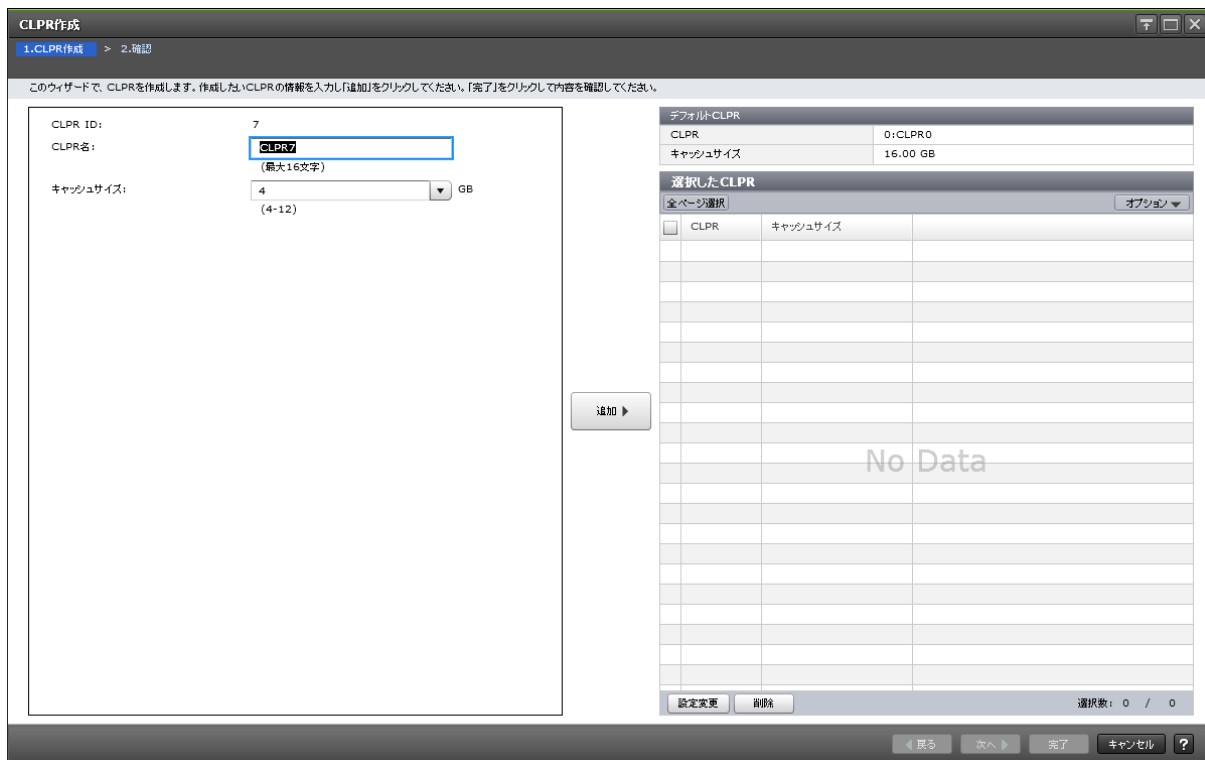 CLPR作成
1.CLPR作成 > 2.確認
このウィザードで、CLPRを作成します。作成したいCLPRの情報を入力し「追加」をクリックしてください。「完了」をクリックして内容を確認してください。
CLPR ID: 7
CLPR名: CLPR7
(最大16文字)
キャッシュサイズ: 4 GB
(4-12)
追加
デフォルトCLPR
CLPR 0:CLPR0
キャッシュサイズ 16.00 GB
選択したCLPR
全ページ選択 オプション
CLPR キャッシュサイズ
No Data
設定変更 削除 選択数: 0 / 0
戻る 次へ 完了 キャンセル ?